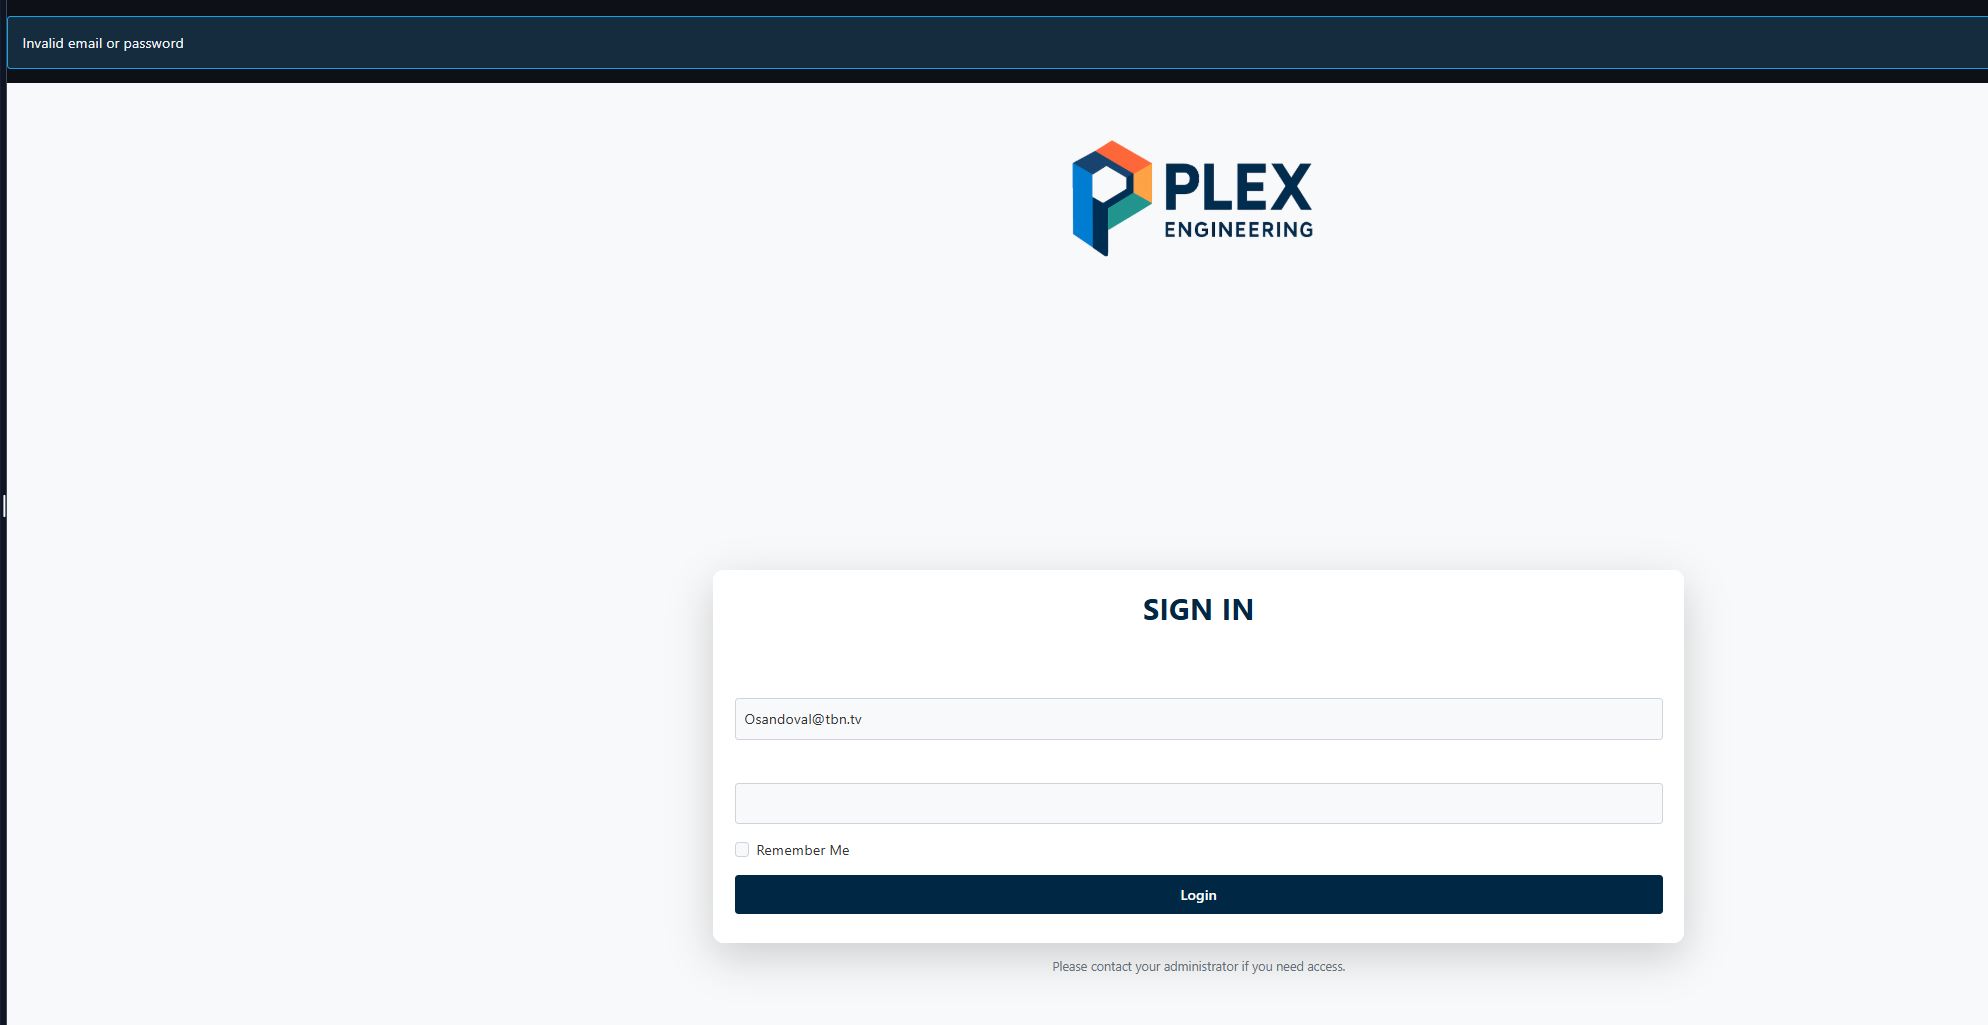 Invalid email or password
PLEX
ENGINEERING
SIGN IN
Osandoval@tbn.tv
Remember Me
Login
Please contact your administrator if you need access.